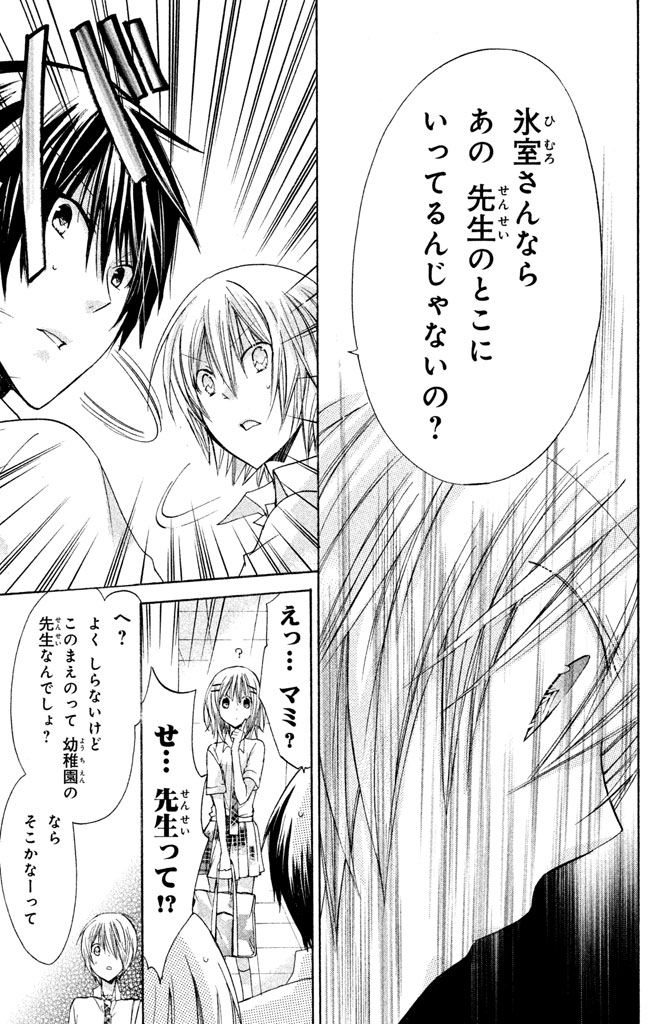 氷室さんなら
あの 先生のとこに
いってるんじゃないの?
えっ… マミ?
?
せ… 先生って!?
へ?
よく しらないけど
このまえのって 幼稚園の
先生なんでしょ?
なら
そこかなーって